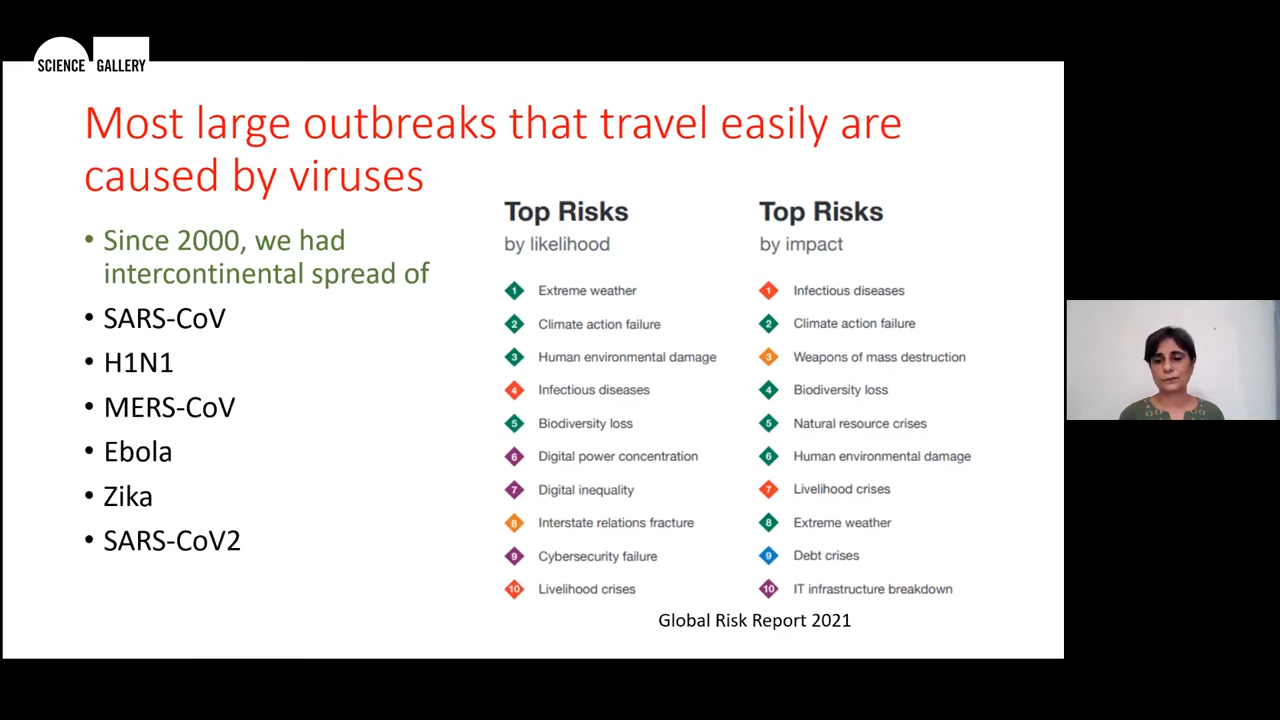 SCIENCE GALLERY
Most large outbreaks that travel easily are
caused by viruses
• Since 2000, we had
intercontinental spread of
• SARS-CoV
• H1N1
• MERS-CoV
• Ebola
• Zika
• SARS-CoV2
Top Risks
by likelihood
1 Extreme weather
2 Climate action failure
3 Human environmental damage
4 Infectious diseases
5 Biodiversity loss
6 Digital power concentration
7 Digital inequality
8 Interstate relations fracture
9 Cybersecurity failure
10 Livelihood crises
Top Risks
by impact
1 Infectious diseases
2 Climate action failure
3 Weapons of mass destruction
4 Biodiversity loss
5 Natural resource crises
6 Human environmental damage
7 Livelihood crises
8 Extreme weather
9 Debt crises
10 IT infrastructure breakdown
Global Risk Report 2021